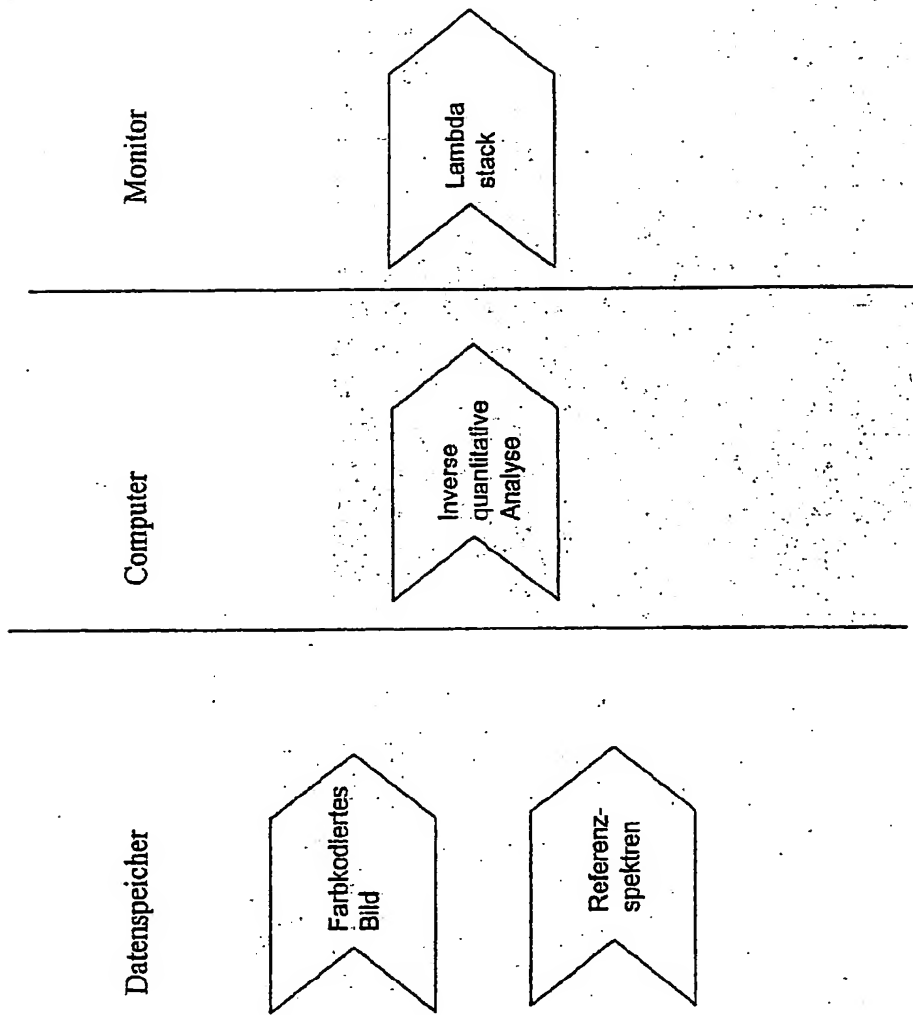 Datenspeicher
Computer
Monitor
Farbkodiertes
Bild
Referenz-
spektren
Inverse
quantitative
Analyse
Lambda
stack